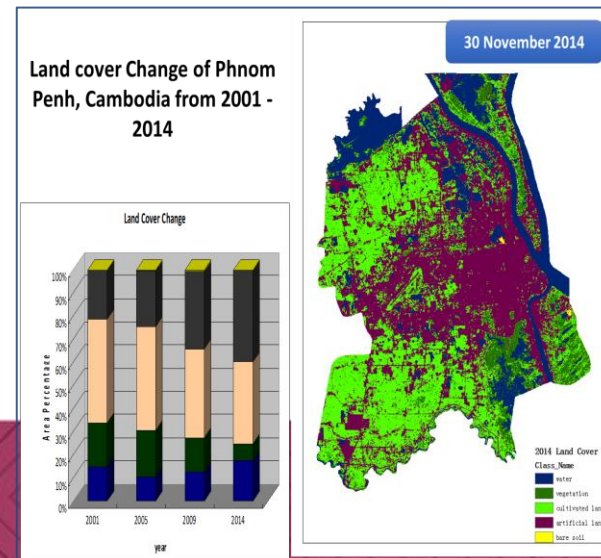 Land cover Change of Phnom
Penh, Cambodia from 2001 -
2014
30 November 2014
Land Cover Change
Area Percentage
100%
90%
80%
70%
60%
50%
40%
30%
20%
10%
0%
2001 2005 2009 2014
year
2014 Land Cover
Class_Name
water
vegetation
cultivated lan
artificial lan
bare soil